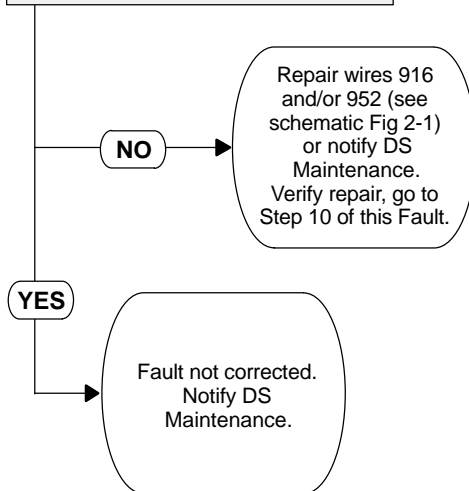 NO
Repair wires 916
and/or 952 (see
schematic Fig 2-1)
or notify DS
Maintenance.
Verify repair, go to
Step 10 of this Fault.
YES
Fault not corrected.
Notify DS
Maintenance.